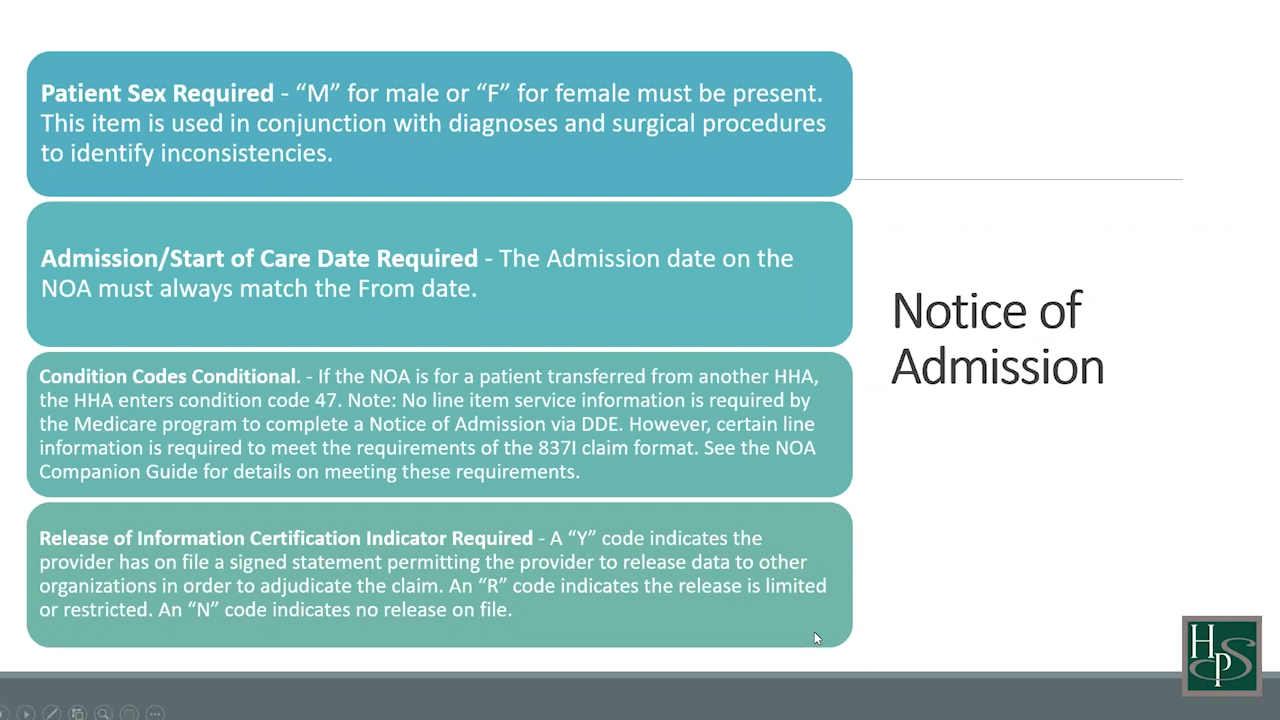 Patient Sex Required - “M” for male or “F” for female must be present.
This item is used in conjunction with diagnoses and surgical procedures
to identify inconsistencies.
Admission/Start of Care Date Required - The Admission date on the
NOA must always match the From date.
Condition Codes Conditional. - If the NOA is for a patient transferred from another HHA,
the HHA enters condition code 47. Note: No line item service information is required by
the Medicare program to complete a Notice of Admission via DDE. However, certain line
information is required to meet the requirements of the 837I claim format. See the NOA
Companion Guide for details on meeting these requirements.
Release of Information Certification Indicator Required - A “Y” code indicates the
provider has on file a signed statement permitting the provider to release data to other
organizations in order to adjudicate the claim. An “R” code indicates the release is limited
or restricted. An “N” code indicates no release on file.
Notice of
Admission
HPS